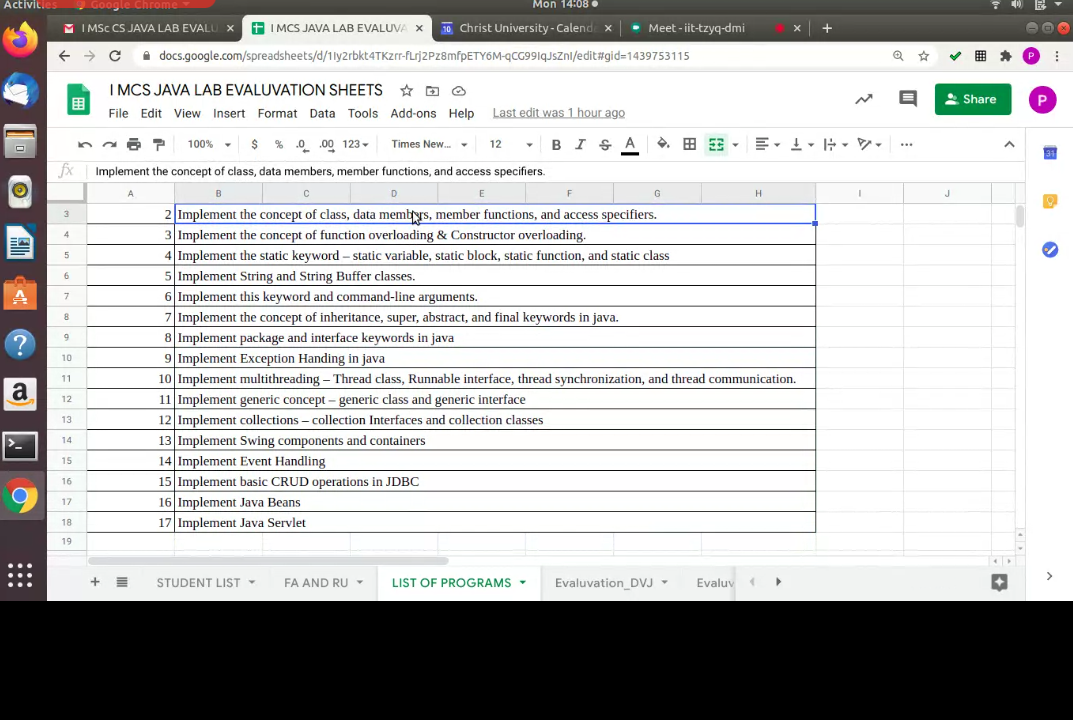 Activities
Google Chrome
Mon 14:08
I MSc CS JAVA LAB EVALUV
I MCS JAVA LAB EVALUVAT
Christ University - Calenda
Meet - iit-tzyq-dmi
docs.google.com/spreadsheets/d/1Iy2rbkt4TKzrr-fLrj2Pz8mpETY6M-qCG99IqJsZnI/edit#gid=1439753115
P
I MCS JAVA LAB EVALUVATION SHEETS
Share
P
File Edit View Insert Format Data Tools Add-ons Help Last edit was 1 hour ago
100% $ % .0 .00 123 Times New... 12 B I S A
fx Implement the concept of class, data members, member functions, and access specifiers.
A B C D E F G H I J
3 2 Implement the concept of class, data members, member functions, and access specifiers.
4 3 Implement the concept of function overloading & Constructor overloading.
5 4 Implement the static keyword – static variable, static block, static function, and static class
6 5 Implement String and String Buffer classes.
7 6 Implement this keyword and command-line arguments.
8 7 Implement the concept of inheritance, super, abstract, and final keywords in java.
9 8 Implement package and interface keywords in java
10 9 Implement Exception Handing in java
11 10 Implement multithreading – Thread class, Runnable interface, thread synchronization, and thread communication.
12 11 Implement generic concept – generic class and generic interface
13 12 Implement collections – collection Interfaces and collection classes
14 13 Implement Swing components and containers
15 14 Implement Event Handling
16 15 Implement basic CRUD operations in JDBC
17 16 Implement Java Beans
18 17 Implement Java Servlet
19
STUDENT LIST FA AND RU LIST OF PROGRAMS Evaluvation_DVJ Evaluv